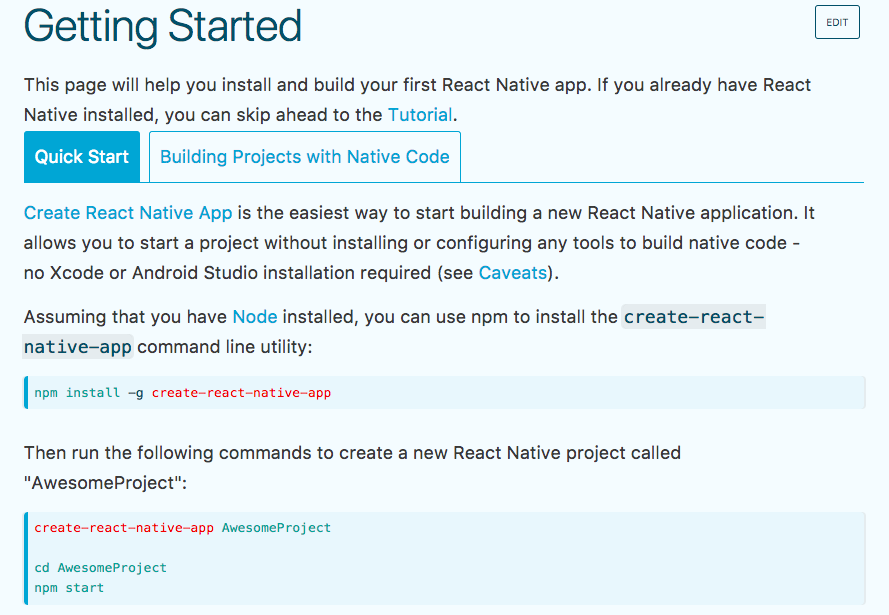 Getting Started
EDIT
This page will help you install and build your first React Native app. If you already have React
Native installed, you can skip ahead to the Tutorial.
Quick Start
Building Projects with Native Code
Create React Native App is the easiest way to start building a new React Native application. It
allows you to start a project without installing or configuring any tools to build native code -
no Xcode or Android Studio installation required (see Caveats).
Assuming that you have Node installed, you can use npm to install the create-react-
native-app command line utility:
npm install -g create-react-native-app
Then run the following commands to create a new React Native project called
"AwesomeProject":
create-react-native-app AwesomeProject
cd AwesomeProject
npm start